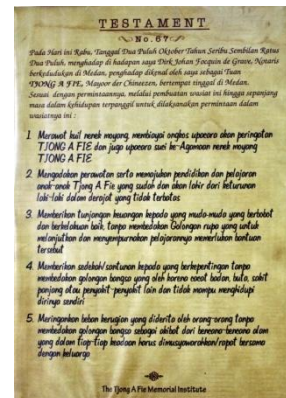 TESTAMENT
No. 67
Pada Hari ini Rabu, Tanggal Dua Puluh Oktober Tahun Seribu Sembilan Ratus
Dua Puluh, menghadap di hadapan saya Dirk Johan Focquin de Grave, Notaris
berkedudukan di Medan, penghadap dikenal oleh saya sebagai Tuan
TJONG A FIE, Mayoor der Chineezen, bertempat tinggal di Medan.
Sesuai dengan permintaannya, melalui pembuatan wasiat ini hingga sepanjang
masa dalam kehidupan terpanggil untuk dilaksanakan permintaan dalam
wasiatnya ini :
1 Merawat kuil nenek moyang, membiayai ongkos upacara akan peringatan
TJONG A FIE dan juga upacara suci ke-Agamaan nenek moyang
TJONG A FIE
2 Mengadakan perawatan serta memajukan pendidikan dan pelajaran
anak-anak Tjong A Fie yang sudah dan akan lahir dari keturunan
laki-laki dalam derajat yang tidak terbatas
3. Memberikan tunjangan keuangan kepada yang muda-muda yang berbobot
dan berkelakuan baik, tanpa membedakan Golongan rupa yang untuk
melanjutkan dan menyempurnakan pelajarannya memerlukan bantuan
tersebut
4. Memberikan sedekah/santunan kepada yang berkepentingan tanpa
membedakan golongan bangsa yang oleh karena cacat badan, buta, sakit
panjang atau penyakit-penyakit lain dan tidak mampu menghidupi
dirinya sendiri
5. Meringankan beban kerugian yang diderita oleh orang-orang tanpa
membedakan golongan bangsa sebagai akibat dari bencana-bencana alam
yang dalam tiap-tiap keadaan harus dimusyawarahkan/rapat bersama
dengan keluarga
The Tjong A Fie Memorial Institute